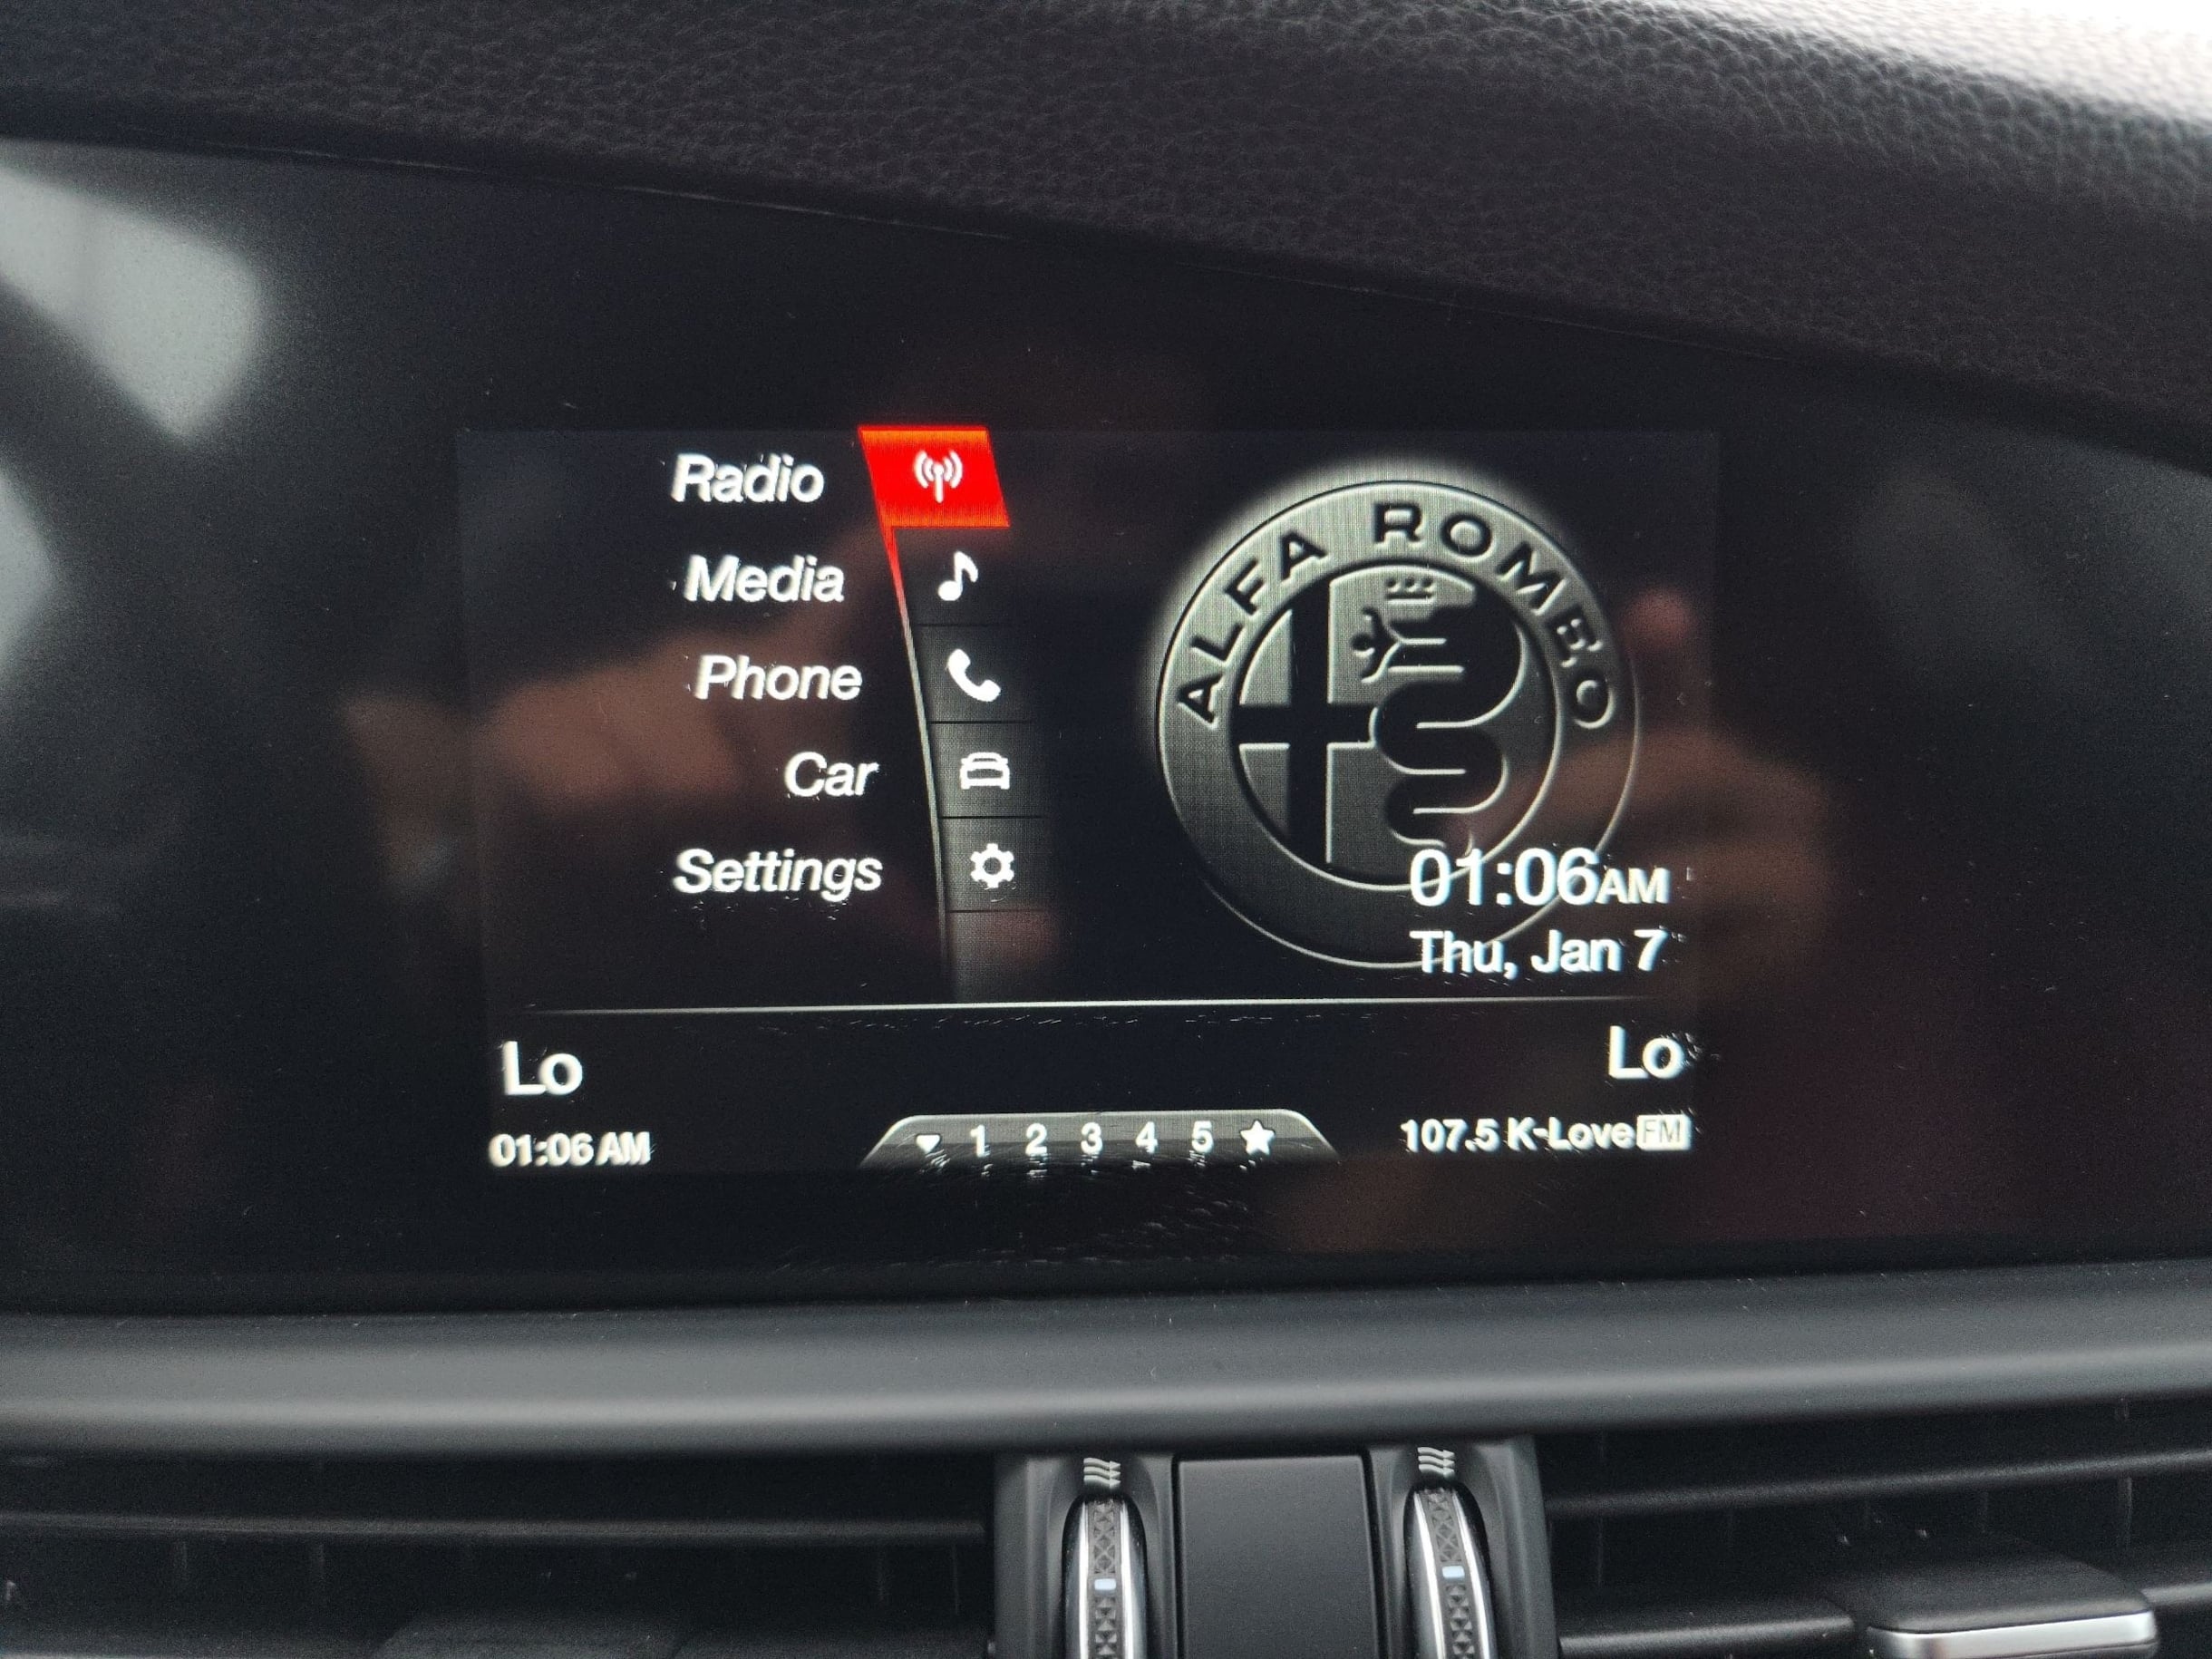 Radio
Media
Phone
Car
Settings
ALFA ROMEO
01:06AM
Thu, Jan 7
Lo
Lo
01:06 AM
1 2 3 4 5
107.5 K-Love FM